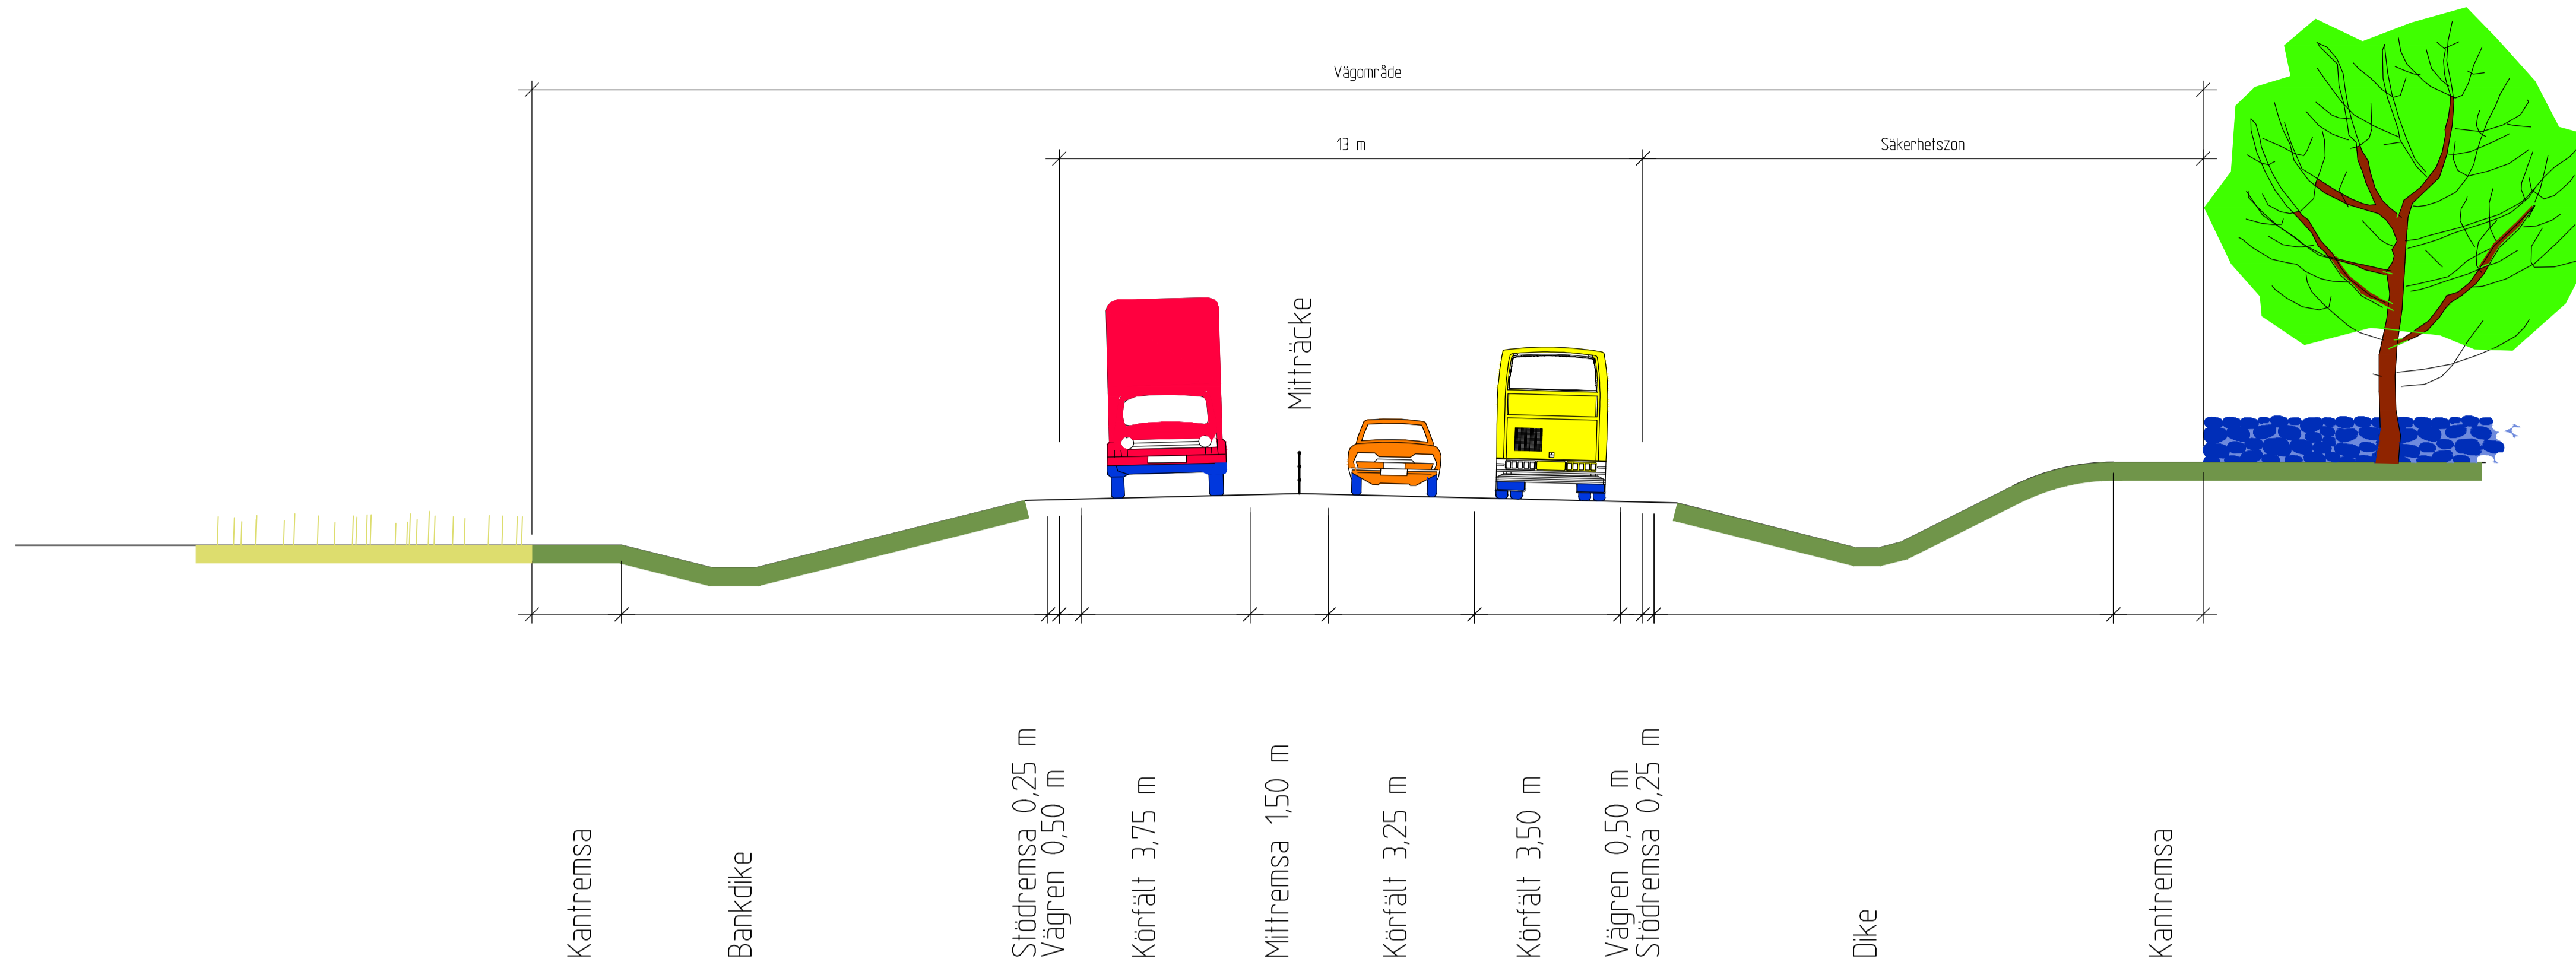 Vägområde
13 m
Säkerhetszon
Mitträcke
Kantremsa
Bankdike
Stödremsa 0,25 m
Vägren 0,50 m
Körfält 3,75 m
Mittremsa 1,50 m
Körfält 3,25 m
Körfält 3,50 m
Vägren 0,50 m
Stödremsa 0,25 m
Dike
Kantremsa